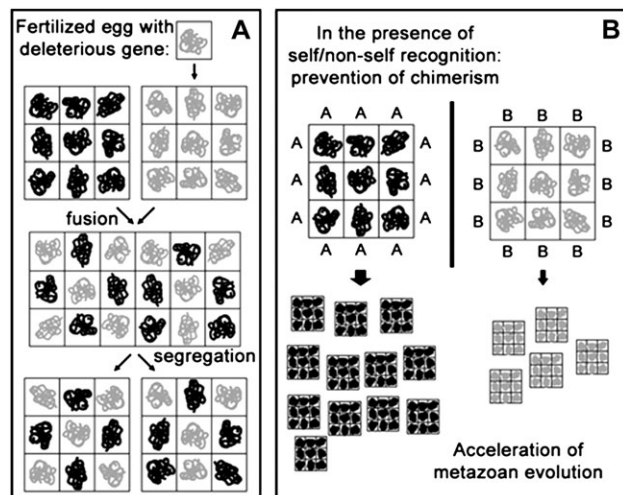 Fertilized egg with
deleterious gene:
A
fusion
segregation
In the presence of
self/non-self recognition:
prevention of chimerism
B
A A A
A A
A A
A A
A A A
B B B
B B
B B
B B
B B B
Acceleration of
metazoan evolution